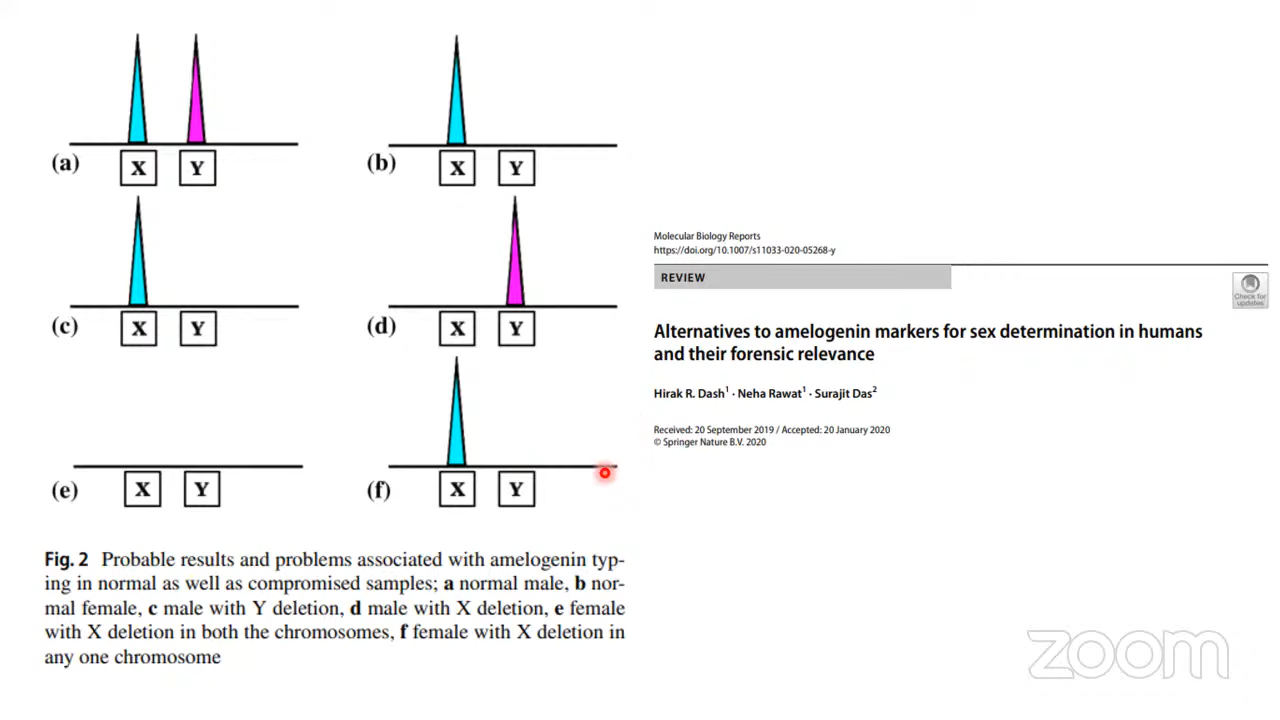 (a) X Y
(b) X Y
(c) X Y
(d) X Y
(e) X Y
(f) X Y
Fig. 2 Probable results and problems associated with amelogenin typ-
ing in normal as well as compromised samples; a normal male, b nor-
mal female, c male with Y deletion, d male with X deletion, e female
with X deletion in both the chromosomes, f female with X deletion in
any one chromosome
Molecular Biology Reports
https://doi.org/10.1007/s11033-020-05268-y
REVIEW
Check for
updates
Alternatives to amelogenin markers for sex determination in humans
and their forensic relevance
Hirak R. Dash1 · Neha Rawat1 · Surajit Das2
Received: 20 September 2019 / Accepted: 20 January 2020
© Springer Nature B.V. 2020
zoom